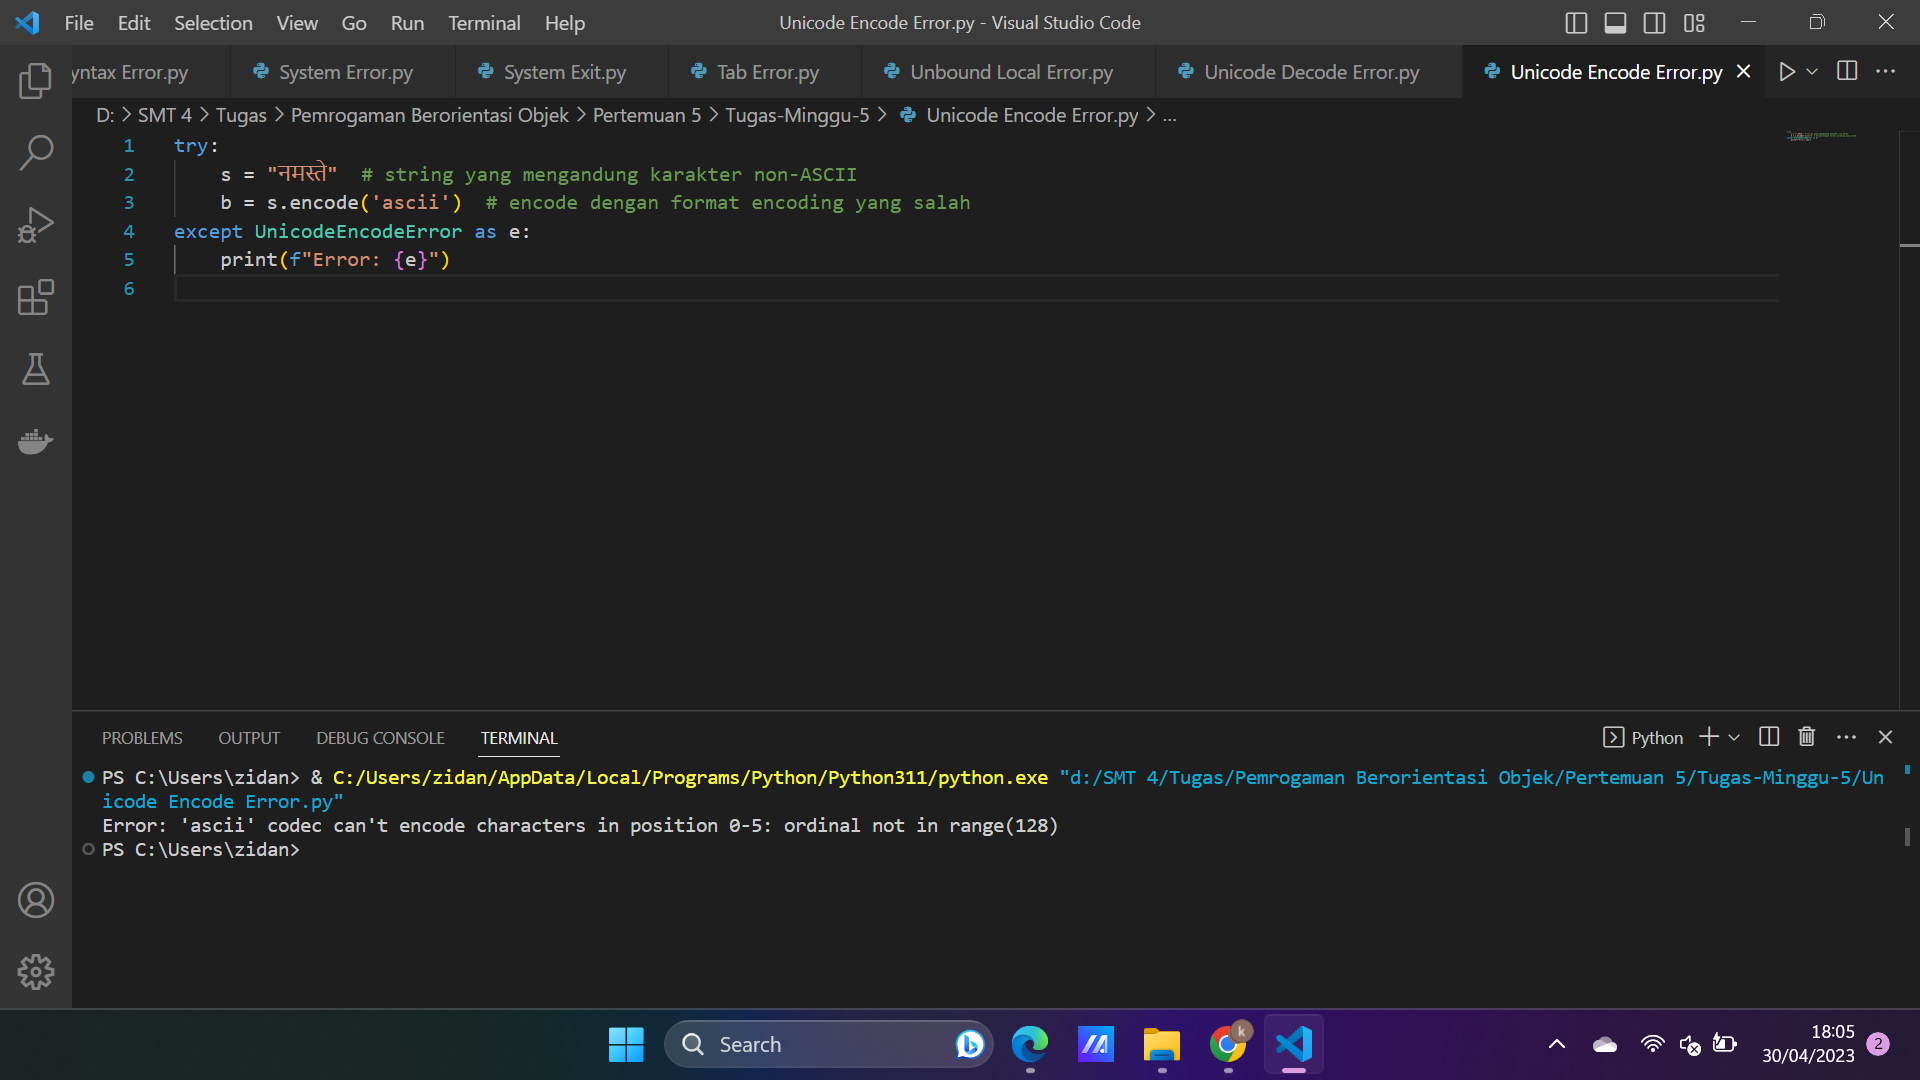 File Edit Selection View Go Run Terminal Help
Unicode Encode Error.py - Visual Studio Code
yntax Error.py System Error.py System Exit.py Tab Error.py Unbound Local Error.py Unicode Decode Error.py Unicode Encode Error.py
D: > SMT 4 > Tugas > Pemrogaman Berorientasi Objek > Pertemuan 5 > Tugas-Minggu-5 > Unicode Encode Error.py > ...
1 try:
2 s = "नमस्ते" # string yang mengandung karakter non-ASCII
3 b = s.encode('ascii') # encode dengan format encoding yang salah
4 except UnicodeEncodeError as e:
5 print(f"Error: {e}")
6
PROBLEMS OUTPUT DEBUG CONSOLE TERMINAL
Python
PS C:\Users\zidan> & C:/Users/zidan/AppData/Local/Programs/Python/Python311/python.exe "d:/SMT 4/Tugas/Pemrogaman Berorientasi Objek/Pertemuan 5/Tugas-Minggu-5/Un
icode Encode Error.py"
Error: 'ascii' codec can't encode characters in position 0-5: ordinal not in range(128)
PS C:\Users\zidan>
Search
k
18:05
30/04/2023
2